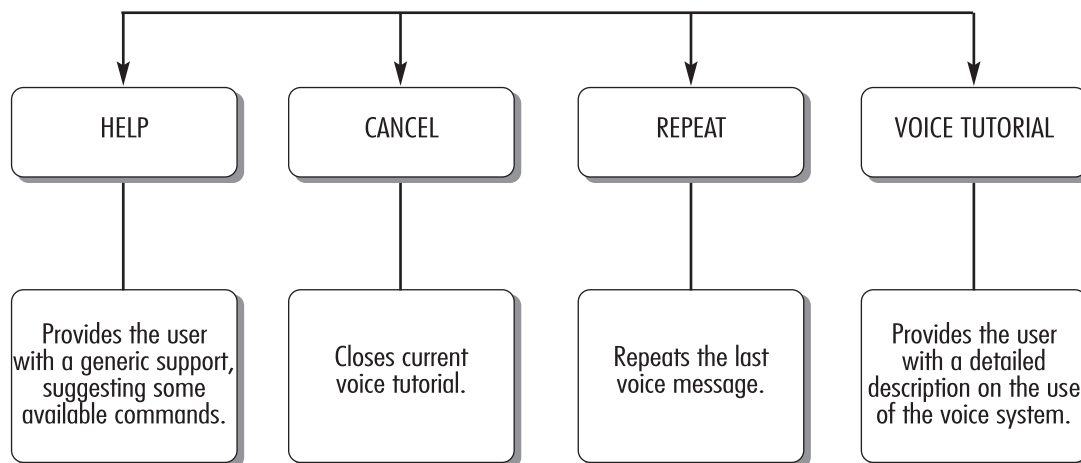 HELP
CANCEL
REPEAT
VOICE TUTORIAL
Provides the user
with a generic support,
suggesting some
available commands.
Closes current
voice tutorial.
Repeats the last
voice message.
Provides the user
with a detailed
description on the use
of the voice system.